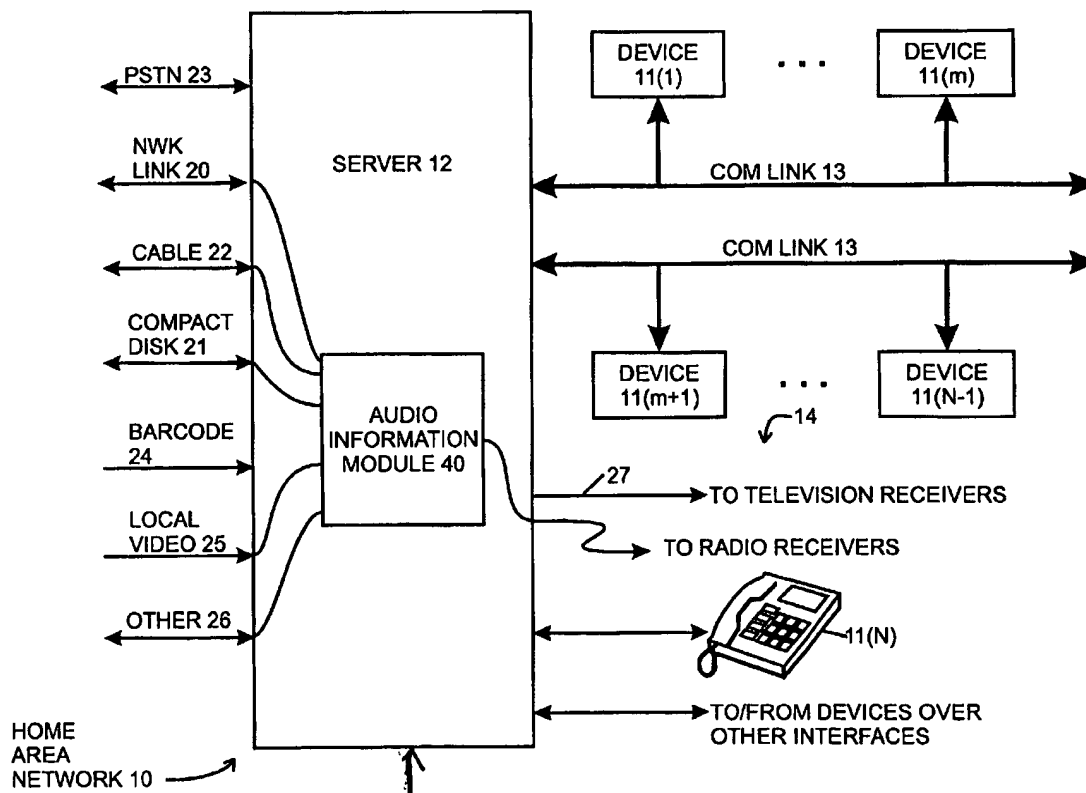 PSTN 23
NWK
LINK 20
CABLE 22
COMPACT
DISK 21
BARCODE
24
LOCAL
VIDEO 25
OTHER 26
HOME
AREA
NETWORK 10
SERVER 12
AUDIO
INFORMATION
MODULE 40
DEVICE
11(1)
. . .
DEVICE
11(m)
COM LINK 13
COM LINK 13
DEVICE
11(m+1)
. . .
DEVICE
11(N-1)
14
27
TO TELEVISION RECEIVERS
TO RADIO RECEIVERS
11(N)
TO/FROM DEVICES OVER
OTHER INTERFACES